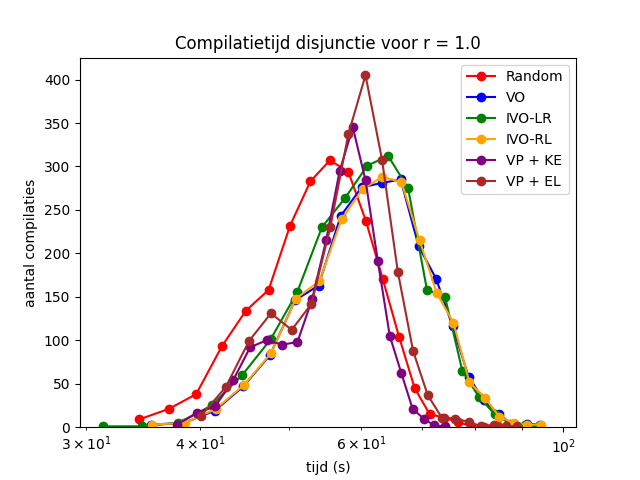 Compilatietijd disjunctie voor r = 1.0
400
350
300
250
200
150
100
50
0
aantal compilaties
Random
VO
IVO-LR
IVO-RL
VP + KE
VP + EL
3 × 10¹
4 × 10¹
6 × 10¹
10²
tijd (s)